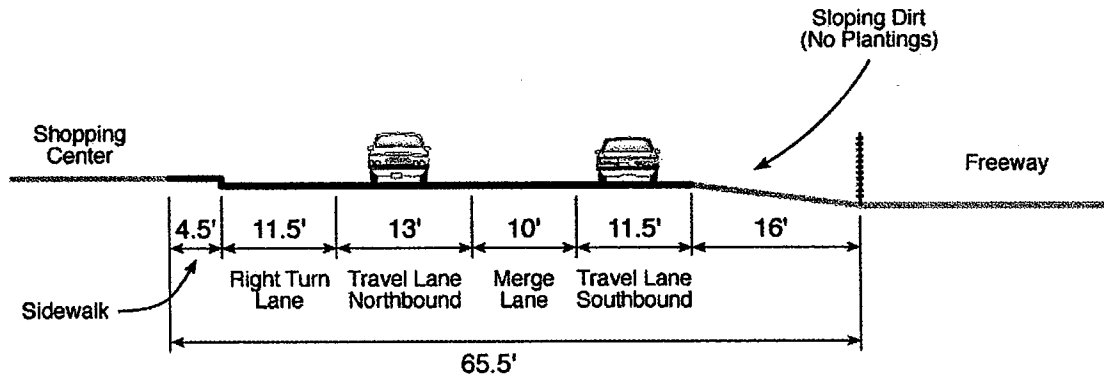 Sloping Dirt
(No Plantings)
Shopping
Center
Freeway
4.5'
11.5'
13'
10'
11.5'
16'
Right Turn
Lane
Travel Lane
Northbound
Merge
Lane
Travel Lane
Southbound
Sidewalk
65.5'